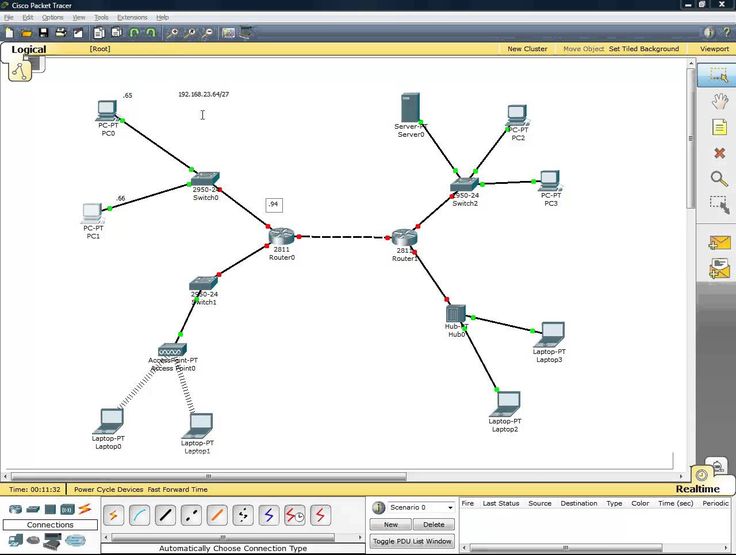 Cisco Packet Tracer
File Edit Options View Tools Extensions Help
Logical
[Root]
New Cluster
Move Object
Set Tiled Background
Viewport
.65
192.168.23.64/27
PC-PT
PC0
2950-24
Switch0
.66
PC-PT
PC1
.94
2811
Router0
2950-24
Switch1
AccessPoint-PT
Access Point0
Laptop-PT
Laptop0
Laptop-PT
Laptop1
Server-PT
Server0
PC-PT
PC2
2950-24
Switch2
PC-PT
PC3
2811
Router1
Hub-PT
Hub0
Laptop-PT
Laptop3
Laptop-PT
Laptop2
Time: 00:11:32
Power Cycle Devices Fast Forward Time
Realtime
Connections
Automatically Choose Connection Type
Scenario 0
New
Delete
Toggle PDU List Window
Fire Last Status Source Destination Type Color Time (sec) Periodic